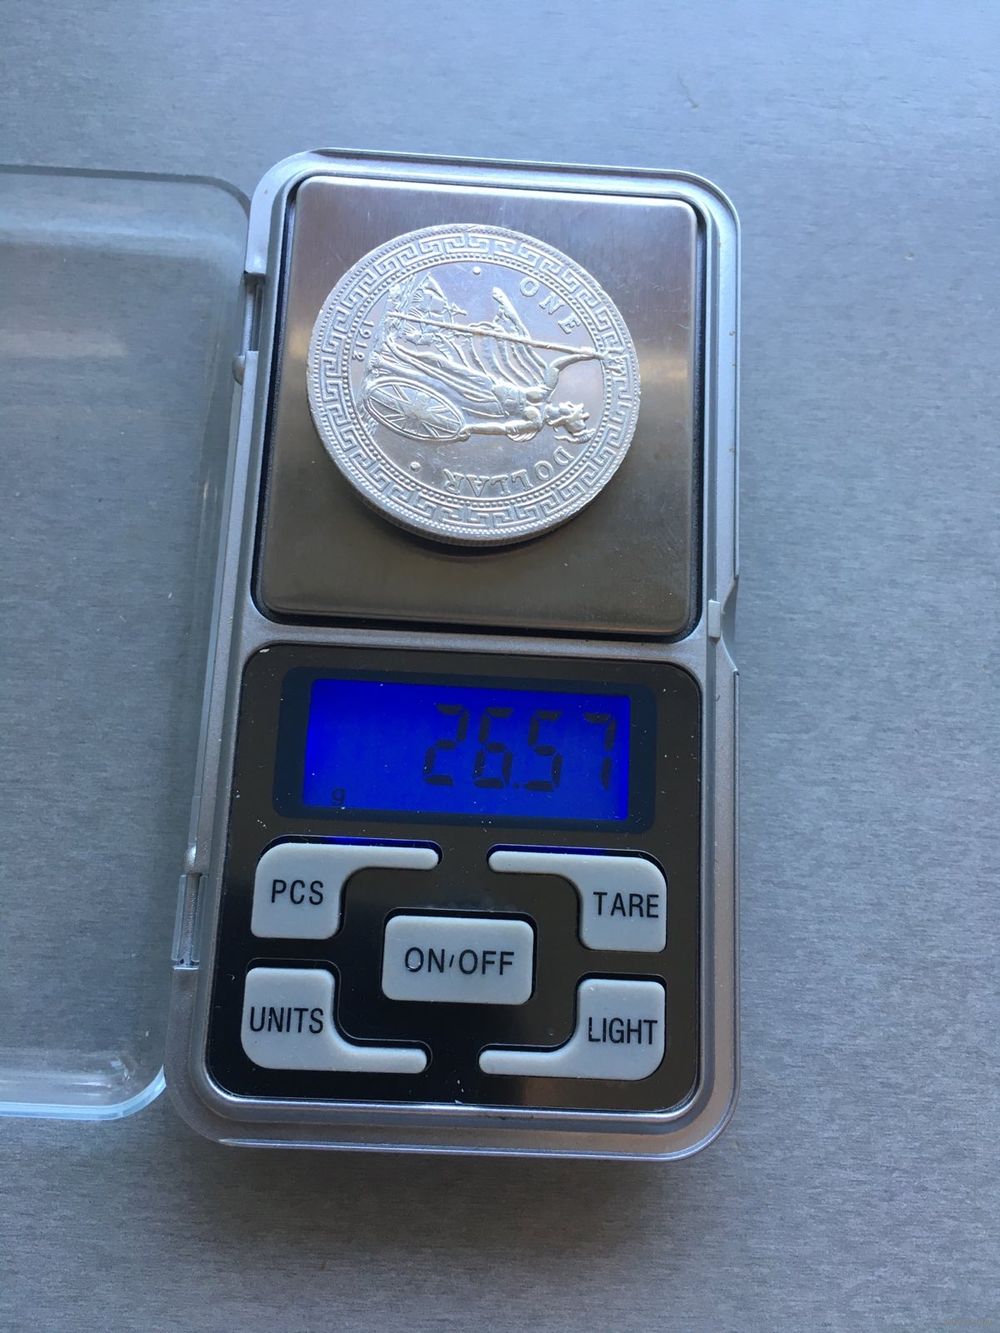 ONE
DOLLAR
1912
26.57
g
PCS
TARE
ON/OFF
UNITS
LIGHT